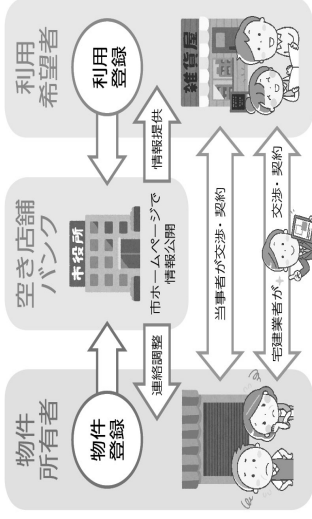 物件
所有者
物件
登録
連絡調整
空き店舗
バンク
市役所
市ホームページで
情報公開
利用
希望者
利用
登録
情報提供
雑貨屋
当事者が交渉・契約
宅建業者が
交渉・契約